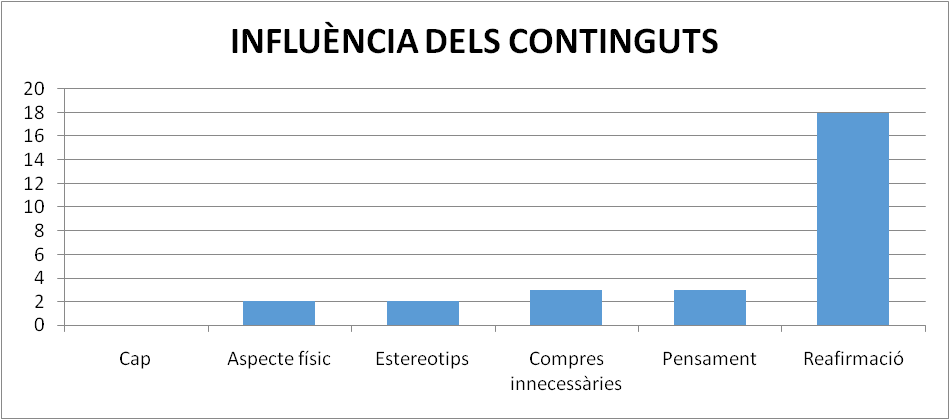 INFLUÈNCIA DELS CONTINGUTS
20
18
16
14
12
10
8
6
4
2
0
Cap
Aspecte físic
Estereotips
Compres
innecessàries
Pensament
Reafirmació